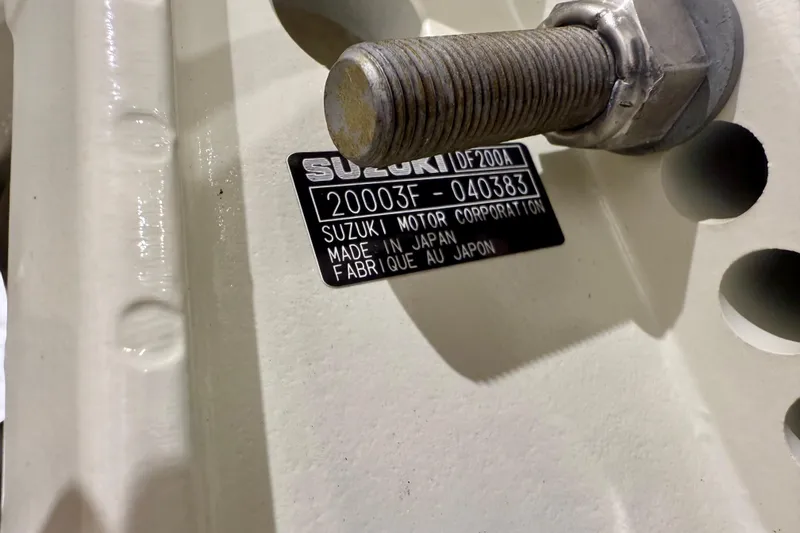 SUZUKI DF200A
20003F-040383
SUZUKI MOTOR CORPORATION
MADE IN JAPAN
FABRIQUE AU JAPON